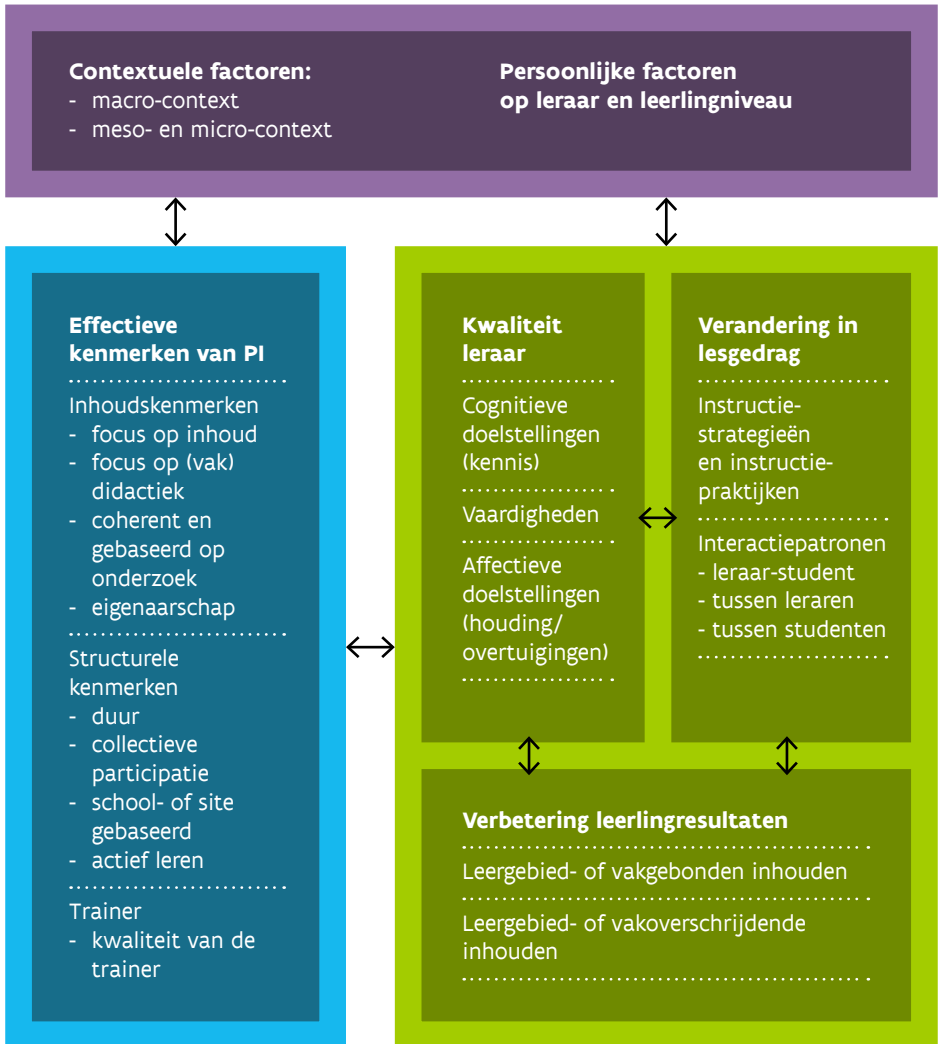 Contextuele factoren:
- macro-context
- meso- en micro-context
Persoonlijke factoren
op leraar en leerlingniveau
Effectieve
kenmerken van PI
Inhoudskenmerken
- focus op inhoud
- focus op (vak)
didactiek
- coherent en
gebaseerd op
onderzoek
- eigenaarschap
Structurele
kenmerken
- duur
- collectieve
participatie
- school- of site
gebaseerd
- actief leren
Trainer
- kwaliteit van de
trainer
Kwaliteit
leraar
Cognitieve
doelstellingen
(kennis)
Vaardigheden
Affectieve
doelstellingen
(houding/
overtuigingen)
Verandering in
lesgedrag
Instructie-
strategieën
en instructie-
praktijken
Interactiepatronen
- leraar-student
- tussen leraren
- tussen studenten
Verbetering leerlingresultaten
Leergebied- of vakgebonden inhouden
Leergebied- of vakoverschrijdende
inhouden